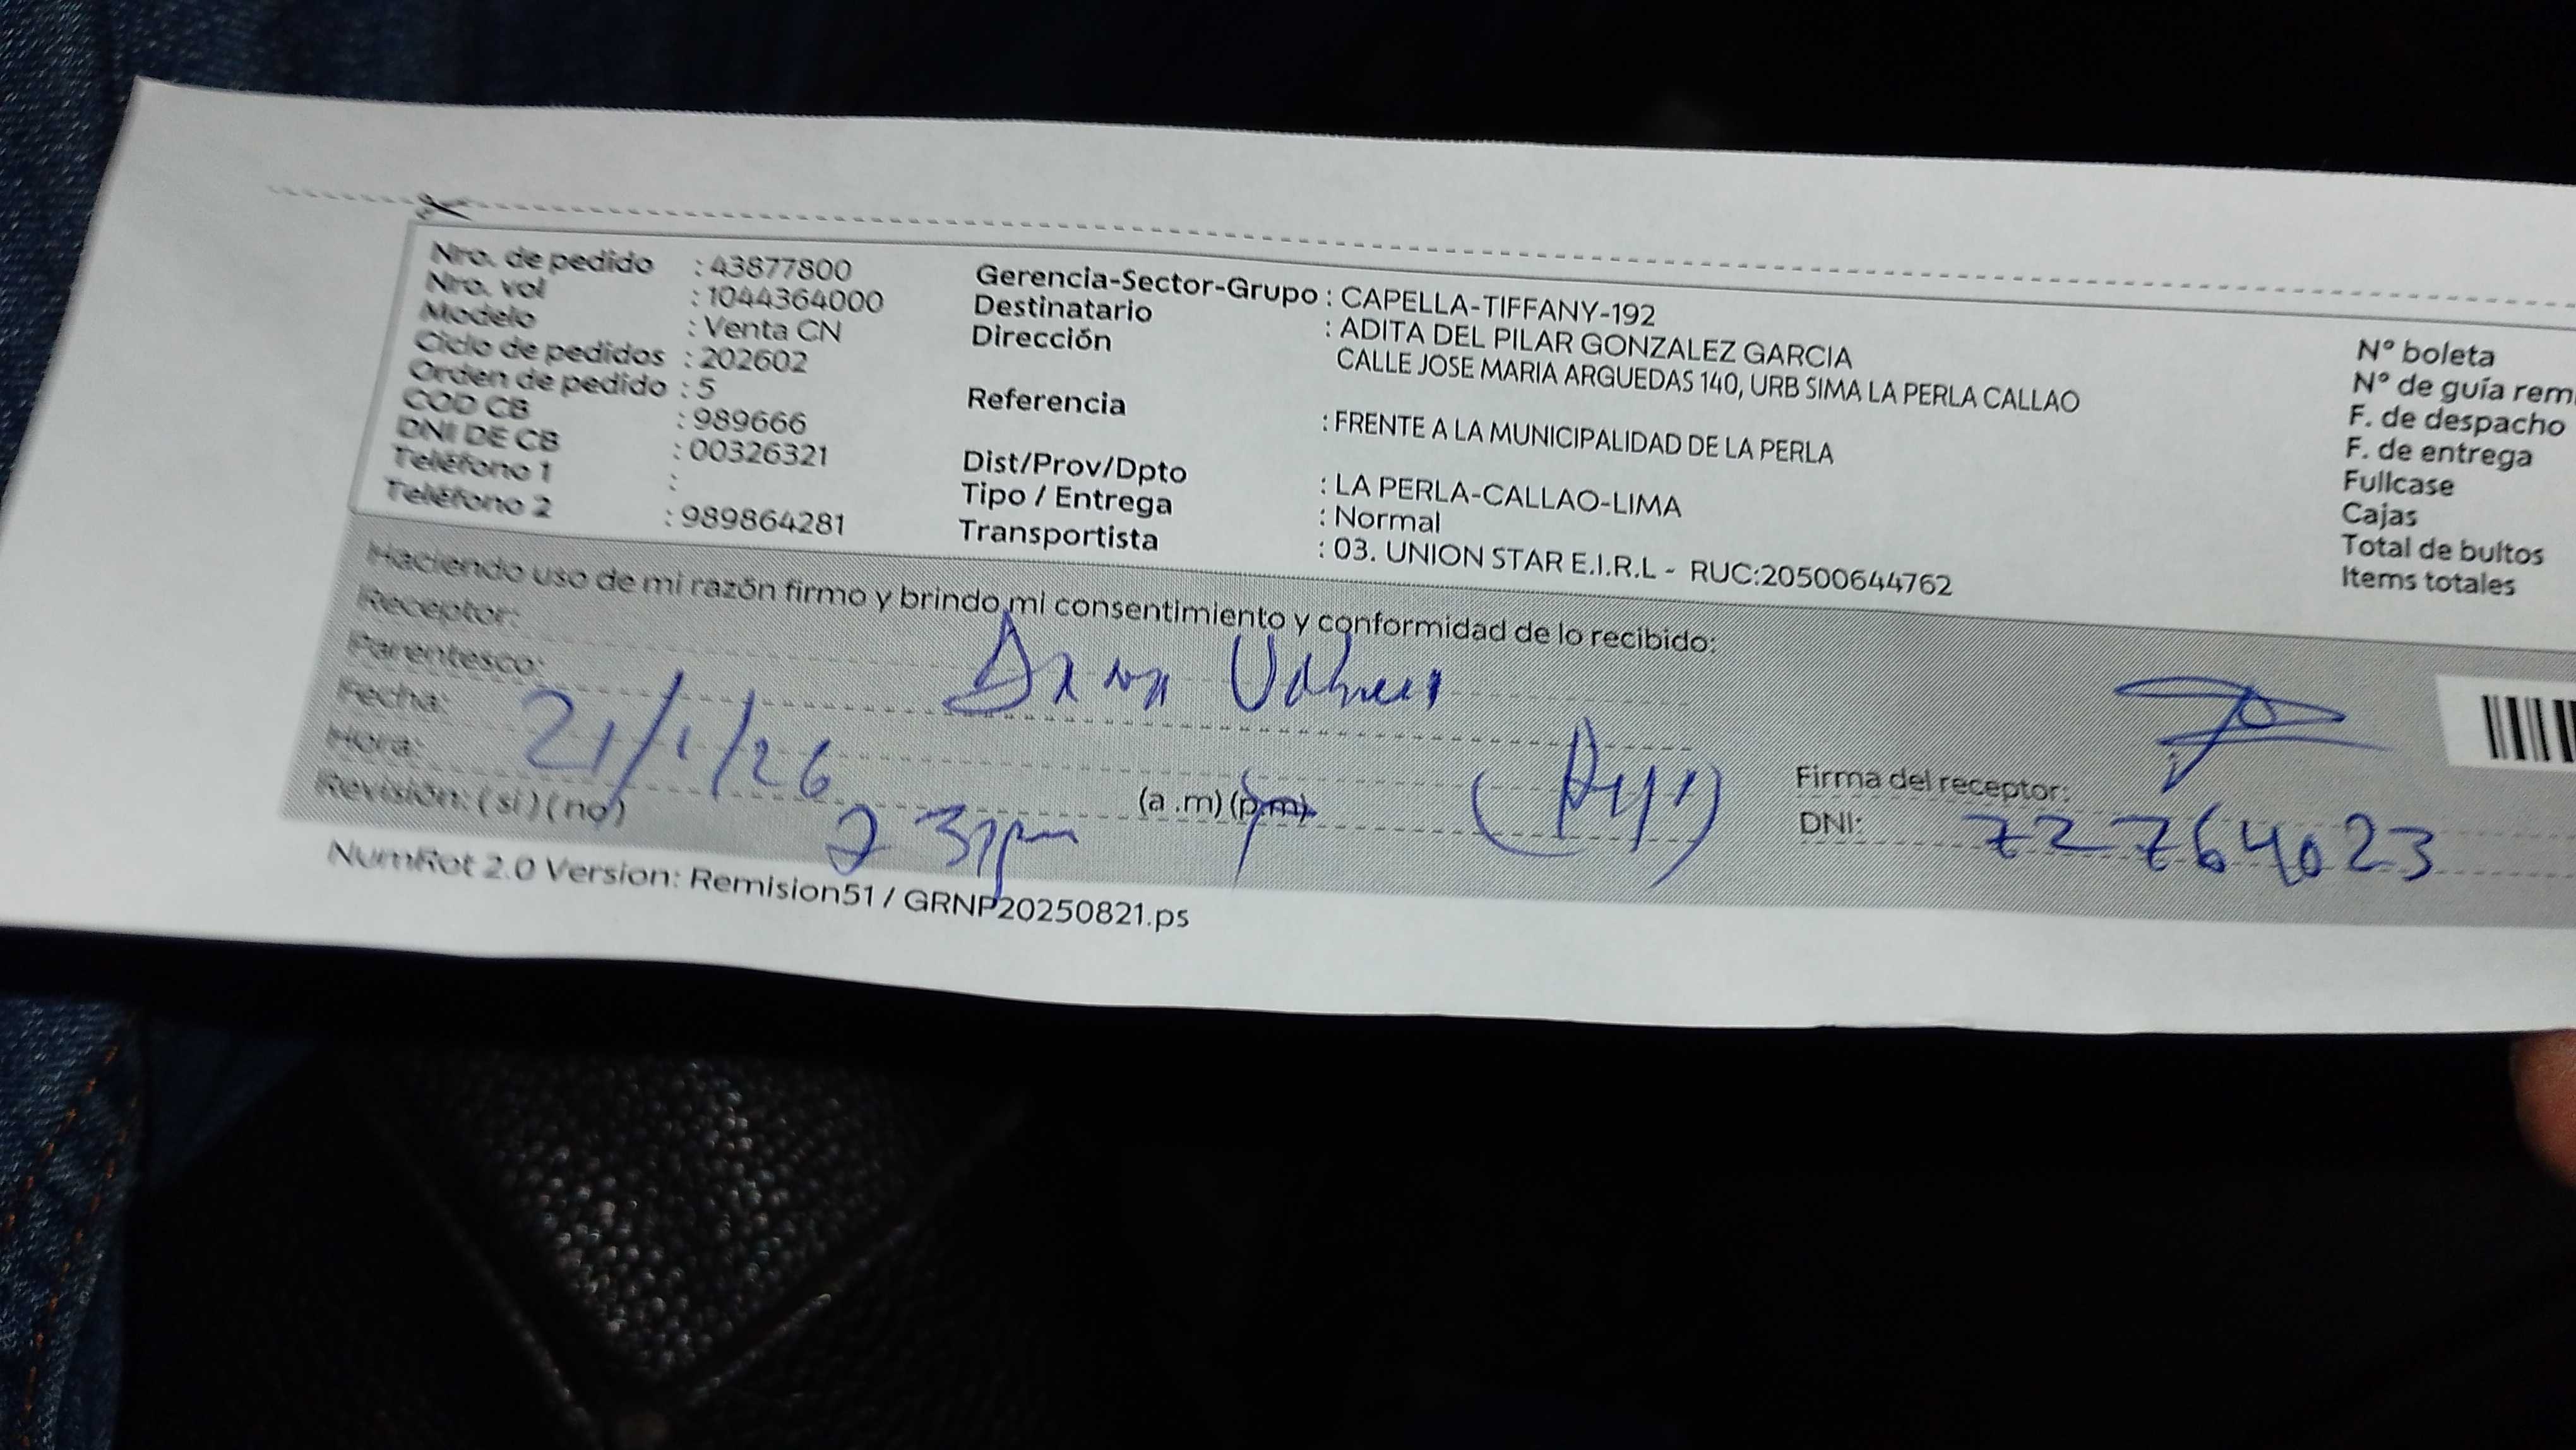 Nro. de pedido : 43877800
Nro. vol : 1044364000
Modelo : Venta CN
Ciclo de pedidos : 202602
Orden de pedido : 5
COD CB : 989666
DNI DE CB : 00326321
Teléfono 1 :
Teléfono 2 : 989864281
Gerencia-Sector-Grupo : CAPELLA-TIFFANY-192
Destinatario : ADITA DEL PILAR GONZALEZ GARCIA
Dirección CALLE JOSE MARIA ARGUEDAS 140, URB SIMA LA PERLA CALLAO
Referencia : FRENTE A LA MUNICIPALIDAD DE LA PERLA
Dist/Prov/Dpto : LA PERLA-CALLAO-LIMA
Tipo / Entrega : Normal
Transportista : 03. UNION STAR E.I.R.L - RUC:20500644762
N° boleta
N° de guía rem
F. de despacho
F. de entrega
Fullcase
Cajas
Total de bultos
Items totales
Haciendo uso de mi razón firmo y brindo mi consentimiento y conformidad de lo recibido:
Receptor:
Parentesco:
Fecha: 21/1/26
Hora: (a .m) (p.m)
Revisión: ( si ) ( no )
Firma del receptor:
DNI: 72764023
NumRot 2.0 Version: Remision51 / GRNP20250821.ps